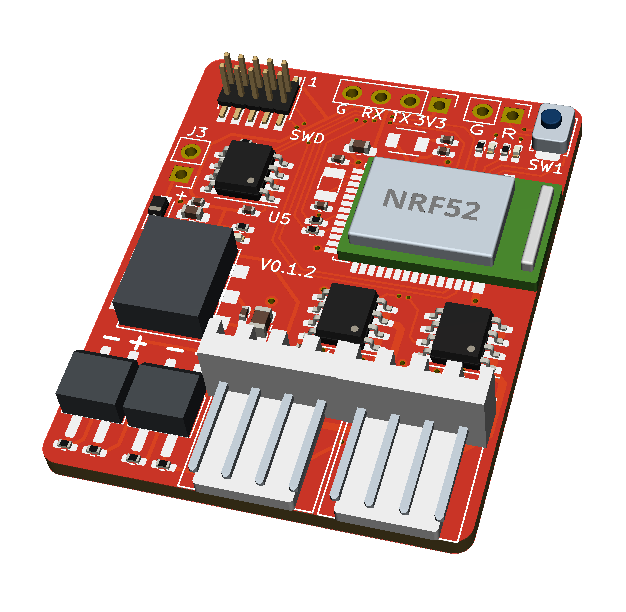 1
G RX TX 3V3
G R
SWD
SW1
J3
+
NRF52
U5
V0.1.2
− + −